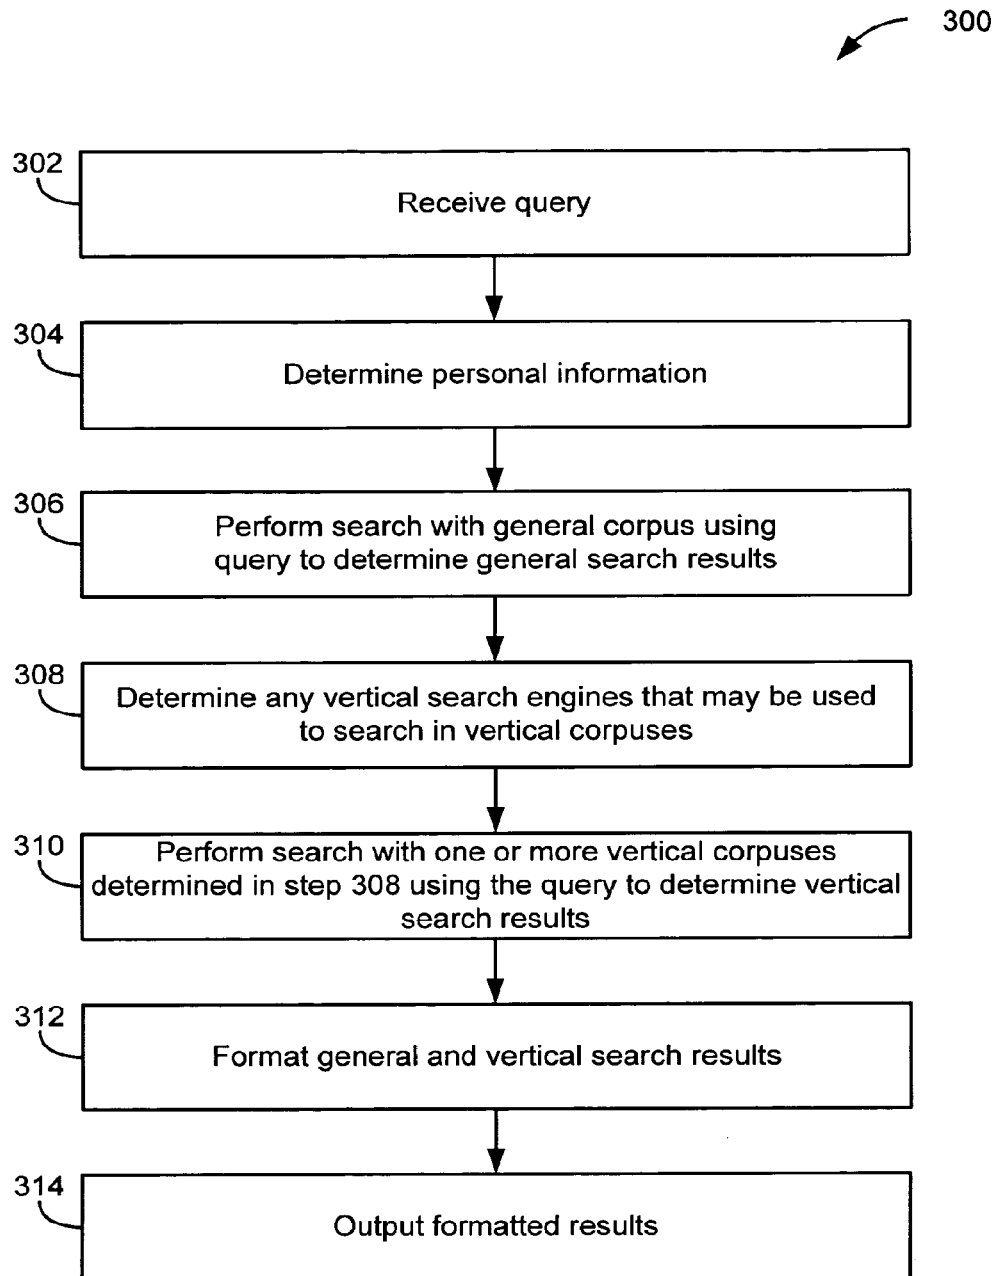 300
302
Receive query
304
Determine personal information
306
Perform search with general corpus using
query to determine general search results
308
Determine any vertical search engines that may be used
to search in vertical corpuses
310
Perform search with one or more vertical corpuses
determined in step 308 using the query to determine vertical
search results
312
Format general and vertical search results
314
Output formatted results